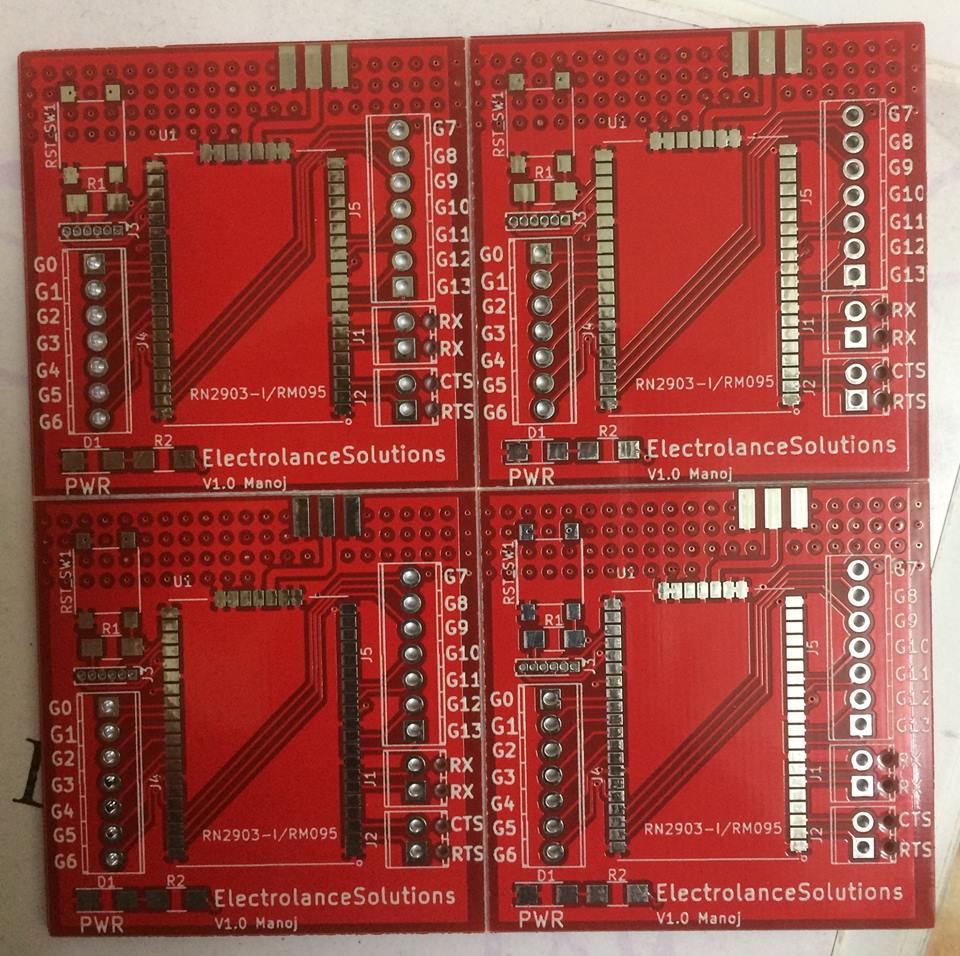 RST_SW1
U1
R1
J3
J5
G7
G8
G9
G10
G11
G12
G13
G0
G1
G2
G3
G4
G5
G6
J4
J1
RX
RX
J2
CTS
RTS
RN2903-I/RM095
D1
R2
PWR
ElectrolanceSolutions
V1.0 Manoj
RST_SW1
U1
R1
J3
J5
G7
G8
G9
G10
G11
G12
G13
G0
G1
G2
G3
G4
G5
G6
J4
J1
RX
RX
J2
CTS
RTS
RN2903-I/RM095
D1
R2
PWR
ElectrolanceSolutions
V1.0 Manoj
RST_SW1
U1
R1
J3
J5
G7
G8
G9
G10
G11
G12
G13
G0
G1
G2
G3
G4
G5
G6
J4
J1
RX
RX
J2
CTS
RTS
RN2903-I/RM095
D1
R2
PWR
ElectrolanceSolutions
V1.0 Manoj
RST_SW1
U1
R1
J3
J5
G7
G8
G9
G10
G11
G12
G13
G0
G1
G2
G3
G4
G5
G6
J4
J1
RX
RX
J2
CTS
RTS
RN2903-I/RM095
D1
R2
PWR
ElectrolanceSolutions
V1.0 Manoj